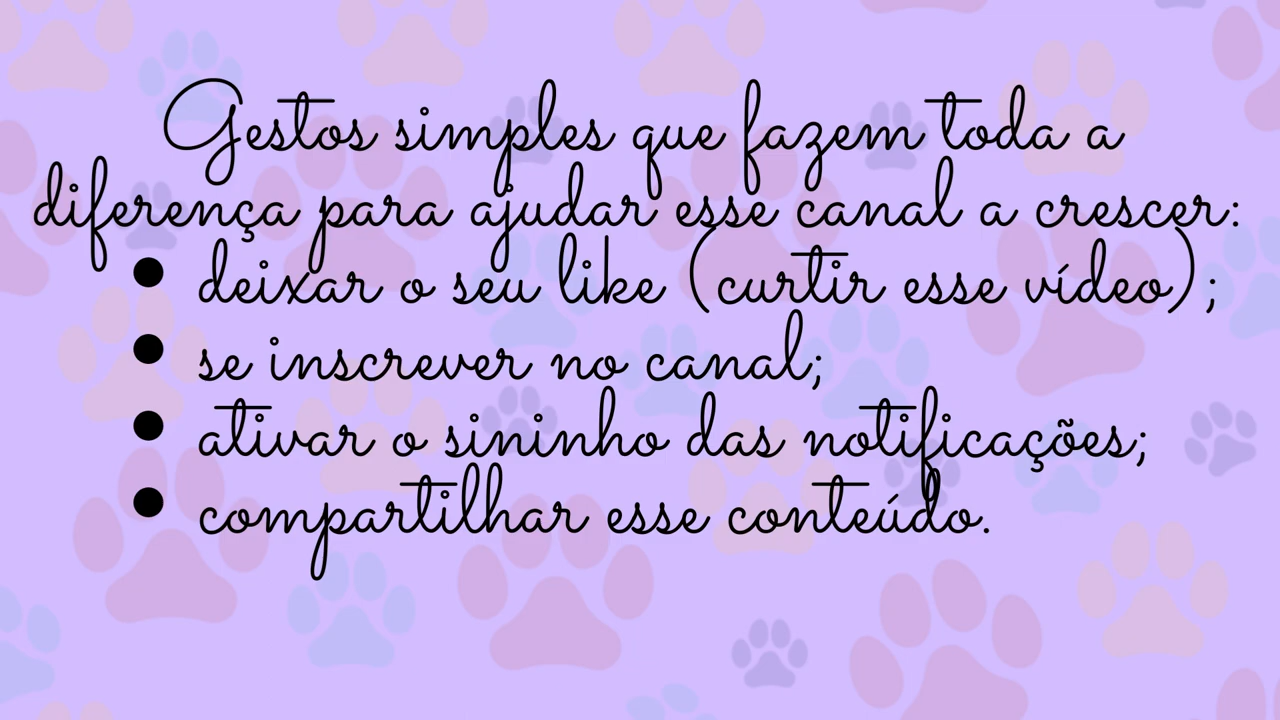 Gestos simples que fazem toda a
diferença para ajudar esse canal a crescer:
• deixar o seu like (curtir esse vídeo);
• se inscrever no canal;
• ativar o sininho das notificações;
• compartilhar esse conteúdo.